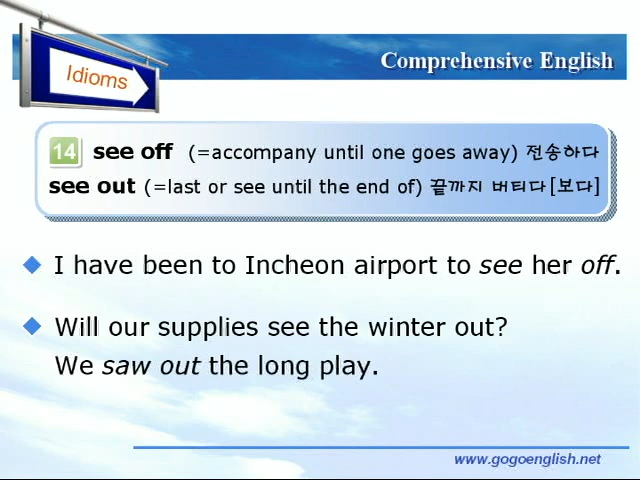 Idioms
Comprehensive English
14 see off (=accompany until one goes away) 전송하다
see out (=last or see until the end of) 끝까지 버티다[보다]
I have been to Incheon airport to see her off.
Will our supplies see the winter out?
We saw out the long play.
www.gogoenglish.net